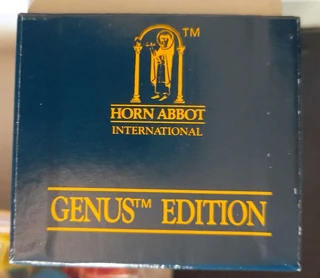 TM
HORN ABBOT
INTERNATIONAL
GENUS™ EDITION